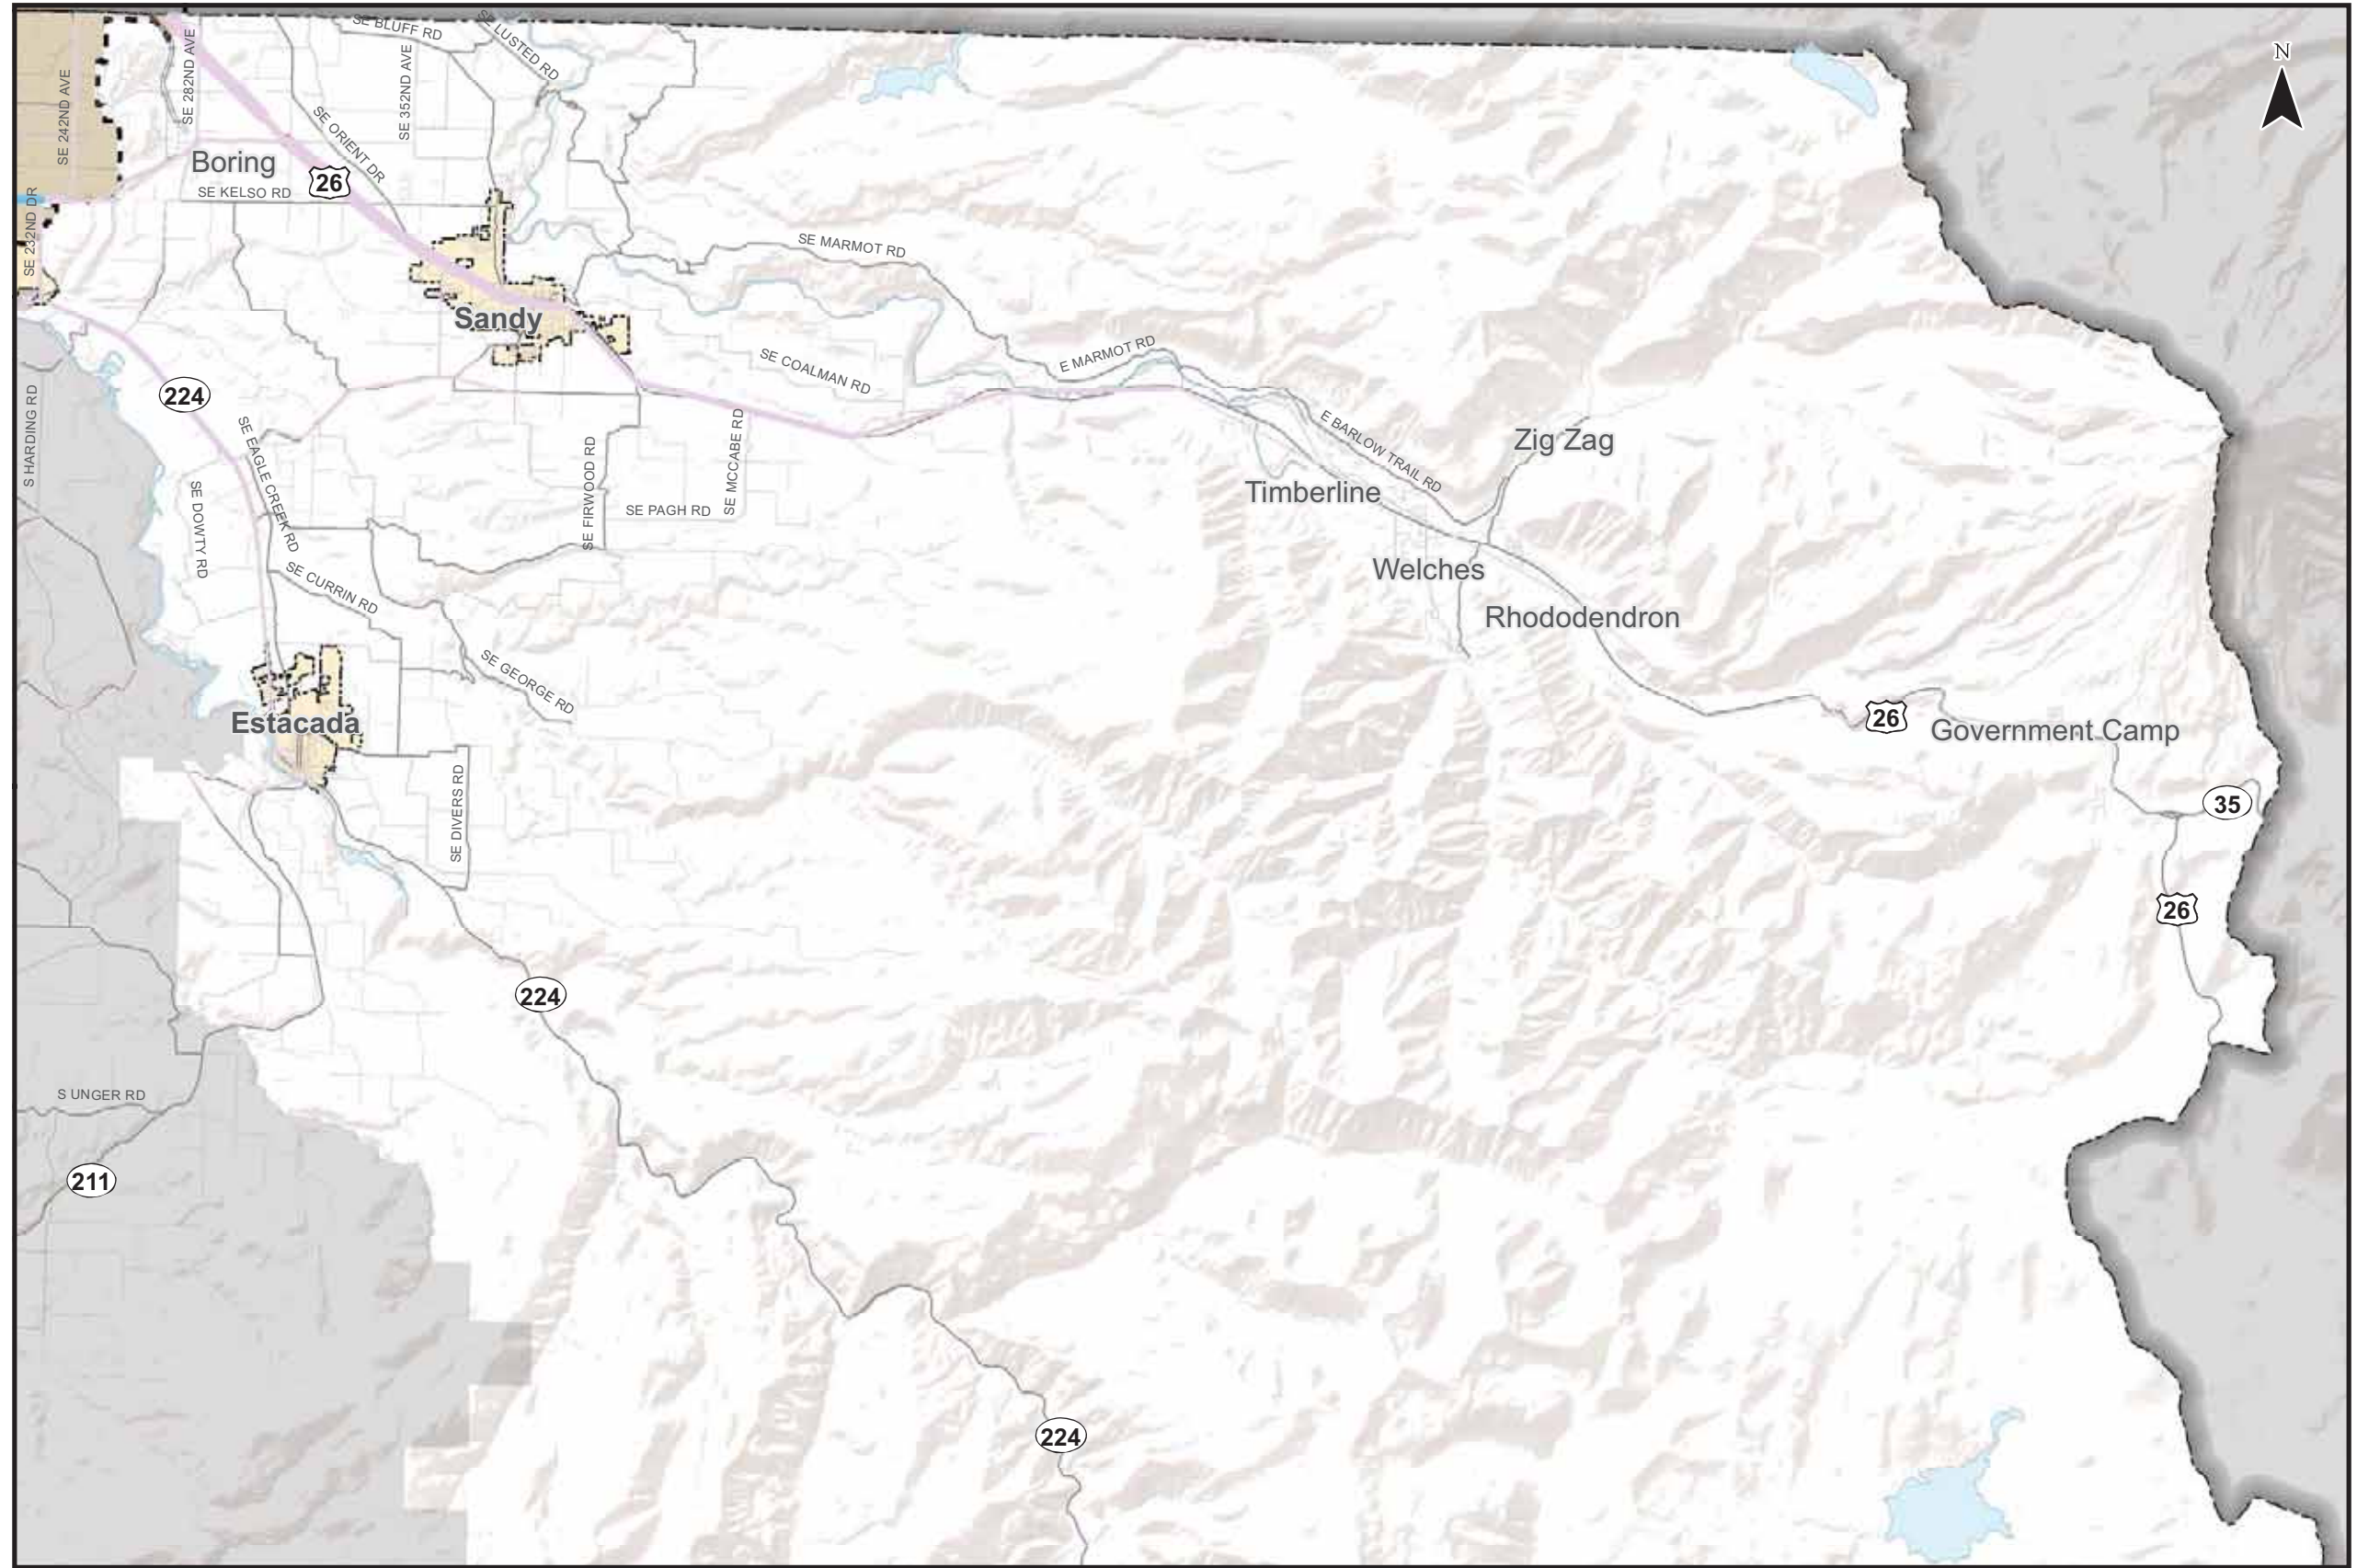 SE BLUFF RD
SE LUSTED RD
SE 282ND AVE
SE 352ND AVE
SE 242ND AVE
N
SE ORIENT DR
Boring
26
SE KELSO RD
SE 232ND DR
SE MARMOT RD
Sandy
E MARMOT RD
SE COALMAN RD
224
S HARDING RD
SE EAGLE CREEK RD
SE MCCABE RD
E BARLOW TRAIL RD
Zig Zag
SE FIRWOOD RD
Timberline
SE DOWTY RD
SE PAGH RD
Welches
SE CURRIN RD
Rhododendron
SE GEORGE RD
26
Estacada
Government Camp
SE DIVERS RD
35
26
224
S UNGER RD
211
224